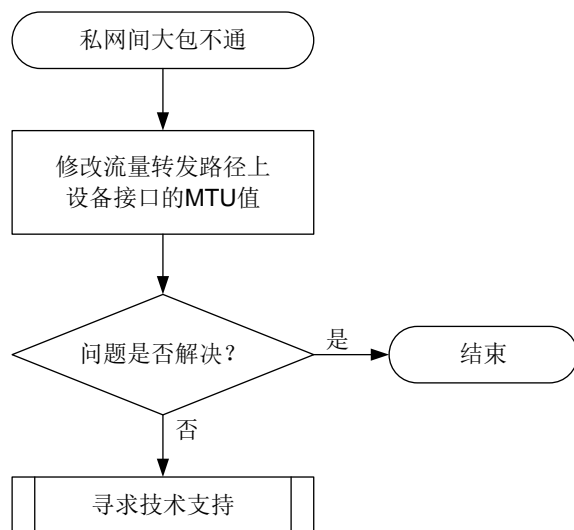 私网间大包不通
修改流量转发路径上
设备接口的MTU值
问题是否解决？
是
结束
否
寻求技术支持